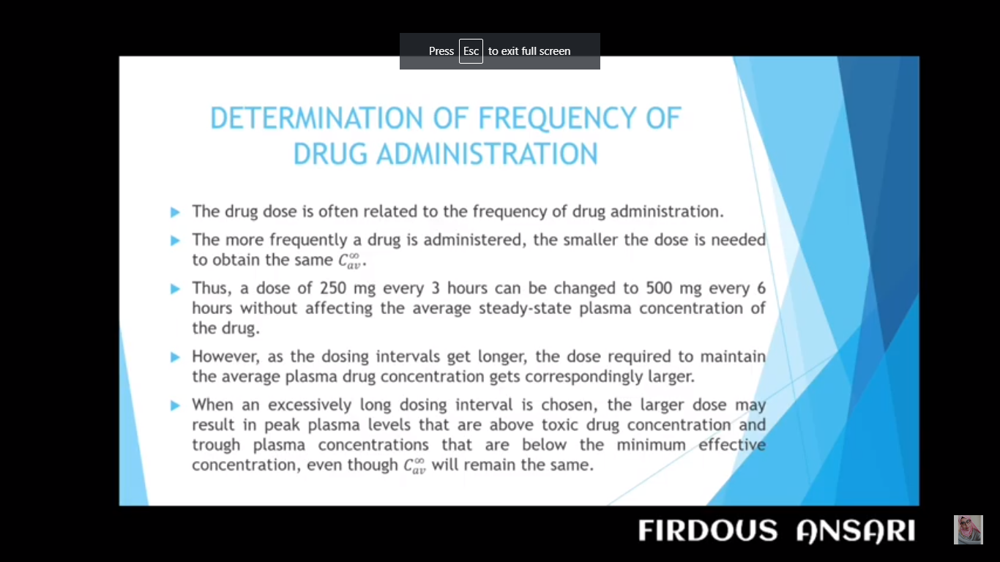 Press Esc to exit full screen
DETERMINATION OF FREQUENCY OF
DRUG ADMINISTRATION
The drug dose is often related to the frequency of drug administration.
The more frequently a drug is administered, the smaller the dose is needed
to obtain the same C∞av.
Thus, a dose of 250 mg every 3 hours can be changed to 500 mg every 6
hours without affecting the average steady-state plasma concentration of
the drug.
However, as the dosing intervals get longer, the dose required to maintain
the average plasma drug concentration gets correspondingly larger.
When an excessively long dosing interval is chosen, the larger dose may
result in peak plasma levels that are above toxic drug concentration and
trough plasma concentrations that are below the minimum effective
concentration, even though C∞av will remain the same.
FIRDOUS ANSARI